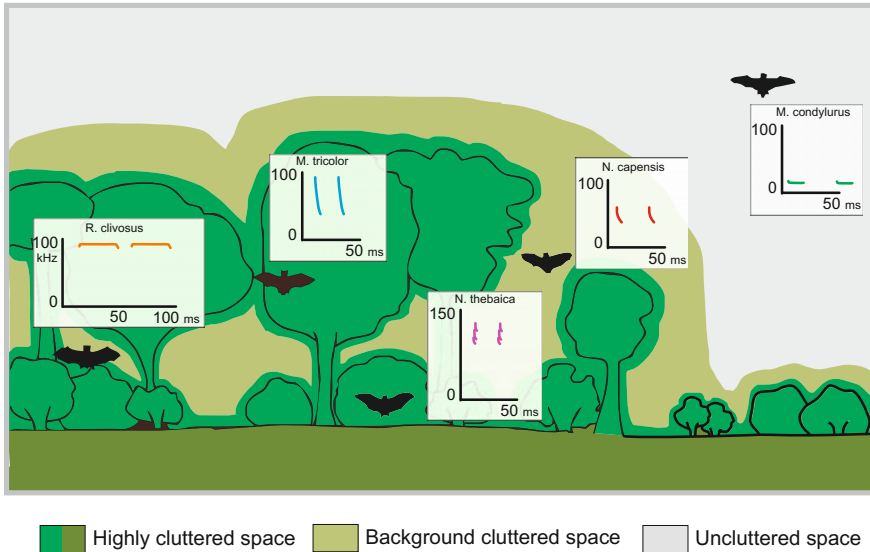 M. condylurus
100
0
50 ms
M. tricolor
100
0
50 ms
N. capensis
100
0
50 ms
R. clivosus
100
kHz
0
50 100 ms
N. thebaica
150
0
50 ms
Highly cluttered space Background cluttered space Uncluttered space